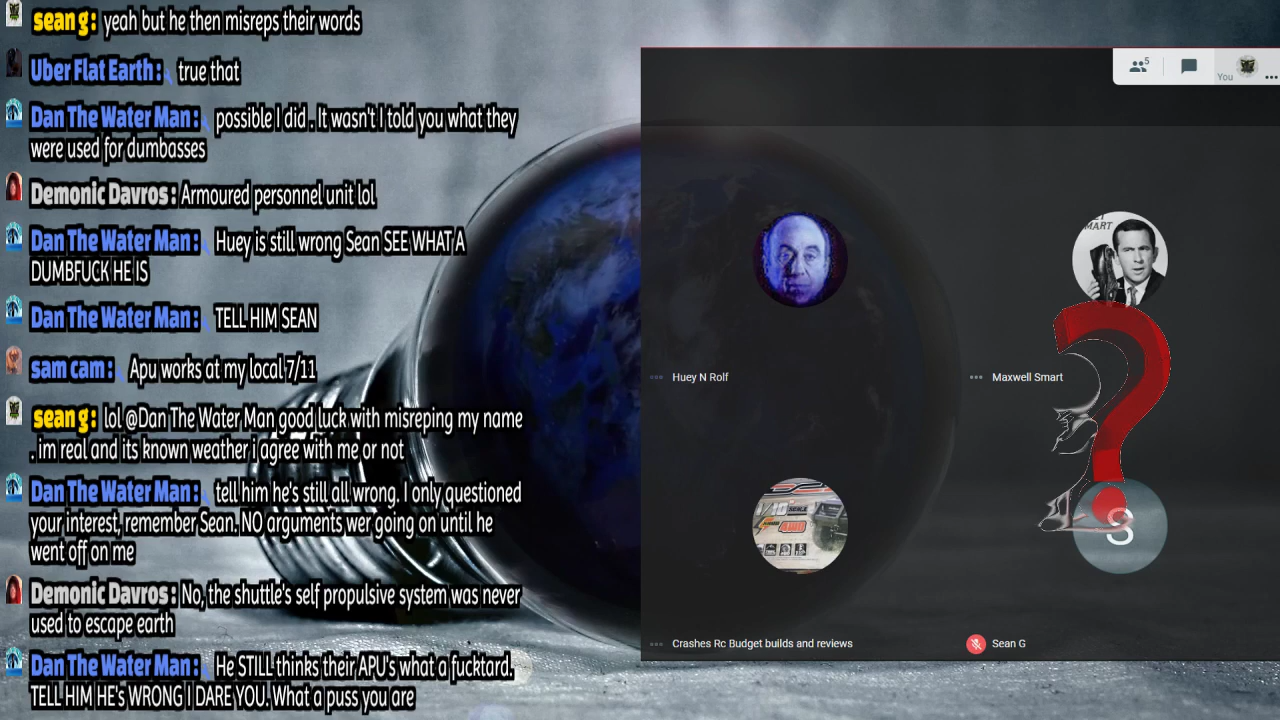 sean g: yeah but he then misreps their words
Uber Flat Earth: true that
Dan The Water Man: possible I did . It wasn't I told you what they
were used for dumbasses
Demonic Davros: Armoured personnel unit lol
Dan The Water Man: Huey is still wrong Sean SEE WHAT A
DUMBFUCK HE IS
Dan The Water Man: TELL HIM SEAN
sam cam: Apu works at my local 7/11
sean g: lol @Dan The Water Man good luck with misreping my name
. im real and its known weather i agree with me or not
Dan The Water Man: tell him he's still all wrong. I only questioned
your interest, remember Sean. NO arguments wer going on until he
went off on me
Demonic Davros: No, the shuttle's self propulsive system was never
used to escape earth
Dan The Water Man: He STILL thinks their APU's what a fucktard.
TELL HIM HE'S WRONG I DARE YOU. What a puss you are
5
You
SMART
?
Huey N Rolf
Maxwell Smart
1/10 SCALE
S
Crashes Rc Budget builds and reviews
Sean G